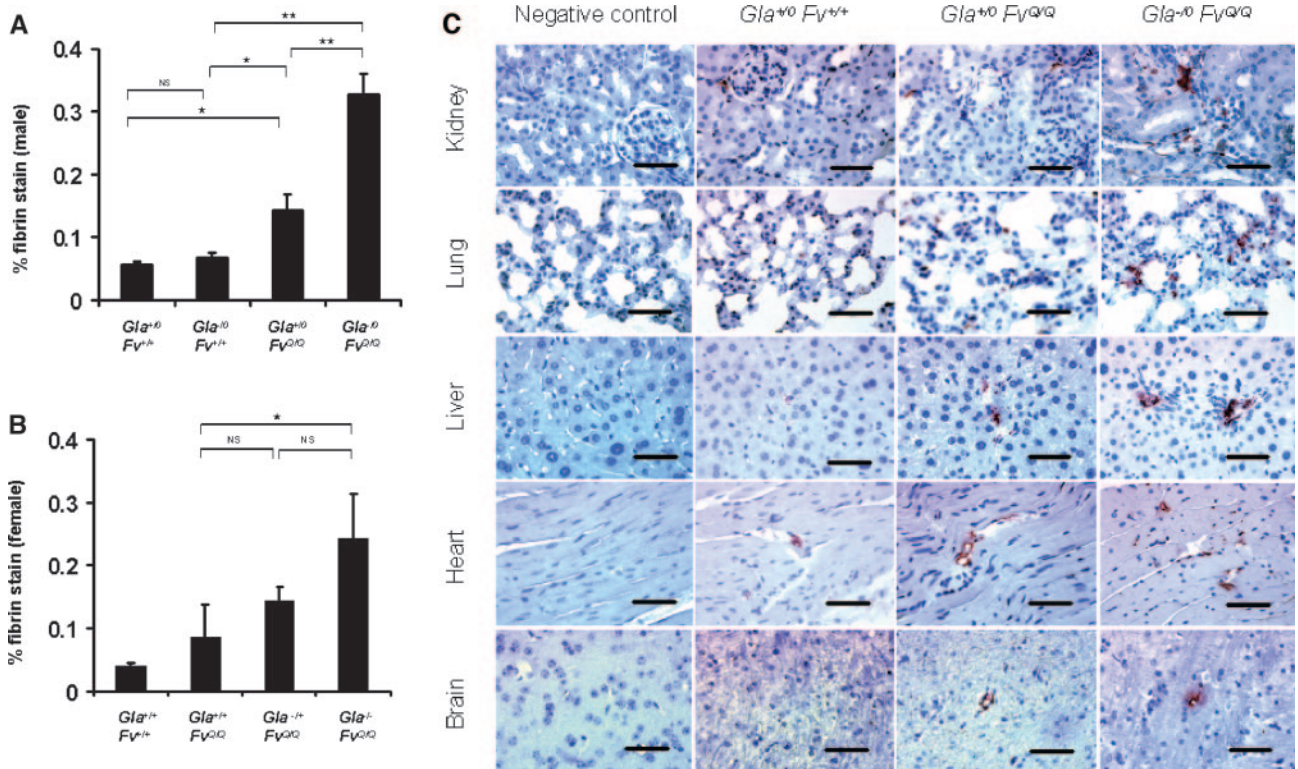 A
% fibrin stain (male)
0.4
0.3
0.2
0.1
0
NS
*
*
**
**
Gla+/0 Gla-/0 Gla+/0 Gla-/0
Fv+/+ Fv+/+ FvQ/Q FvQ/Q
B
% fibrin stain (female)
0.4
0.3
0.2
0.1
0
*
NS
NS
Gla+/+ Gla+/+ Gla-/+ Gla-/-
Fv+/+ FvQ/Q FvQ/Q FvQ/Q
C
Negative control Gla+/0 Fv+/+ Gla+/0 FvQ/Q Gla-/0 FvQ/Q
Kidney
Lung
Liver
Heart
Brain